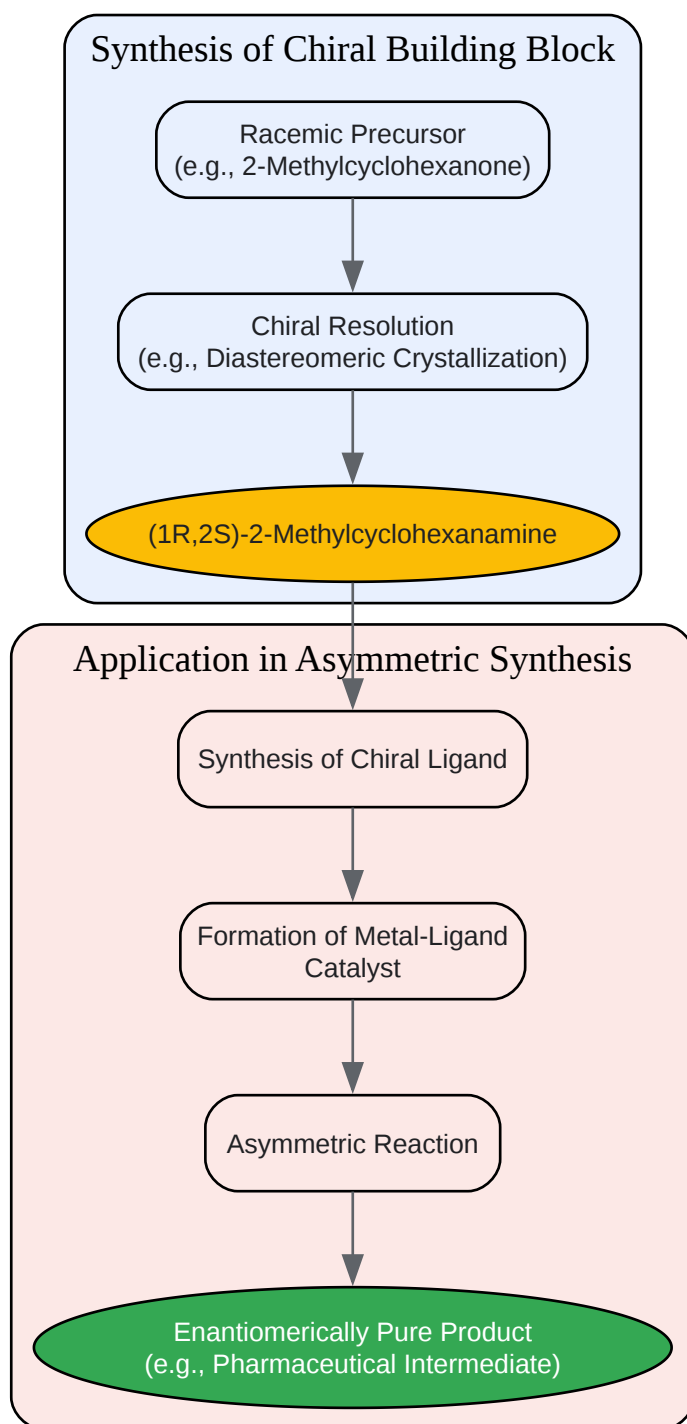 Synthesis of Chiral Building Block
Racemic Precursor
(e.g., 2-Methylcyclohexanone)
Chiral Resolution
(e.g., Diastereomeric Crystallization)
(1R,2S)-2-Methylcyclohexanamine
Application in Asymmetric Synthesis
Synthesis of Chiral Ligand
Formation of Metal-Ligand
Catalyst
Asymmetric Reaction
Enantiomerically Pure Product
(e.g., Pharmaceutical Intermediate)